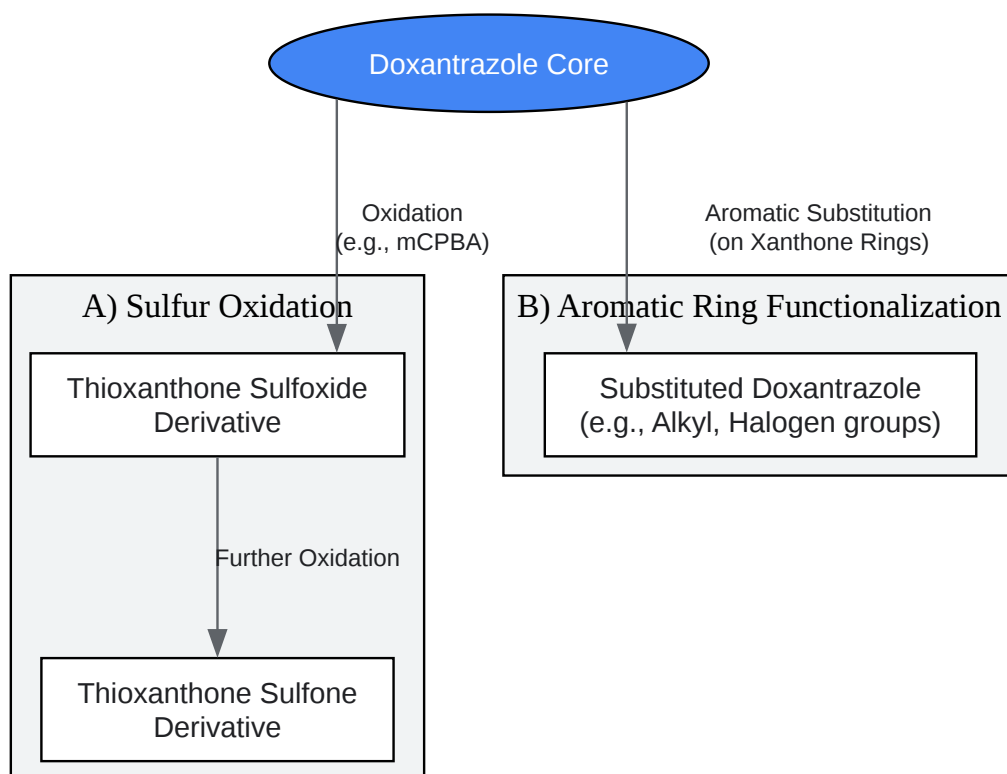 Doxantrazole Core
Oxidation
(e.g., mCPBA)
Aromatic Substitution
(on Xanthone Rings)
A) Sulfur Oxidation
B) Aromatic Ring Functionalization
Thioxanthone Sulfoxide
Derivative
Substituted Doxantrazole
(e.g., Alkyl, Halogen groups)
Further Oxidation
Thioxanthone Sulfone
Derivative